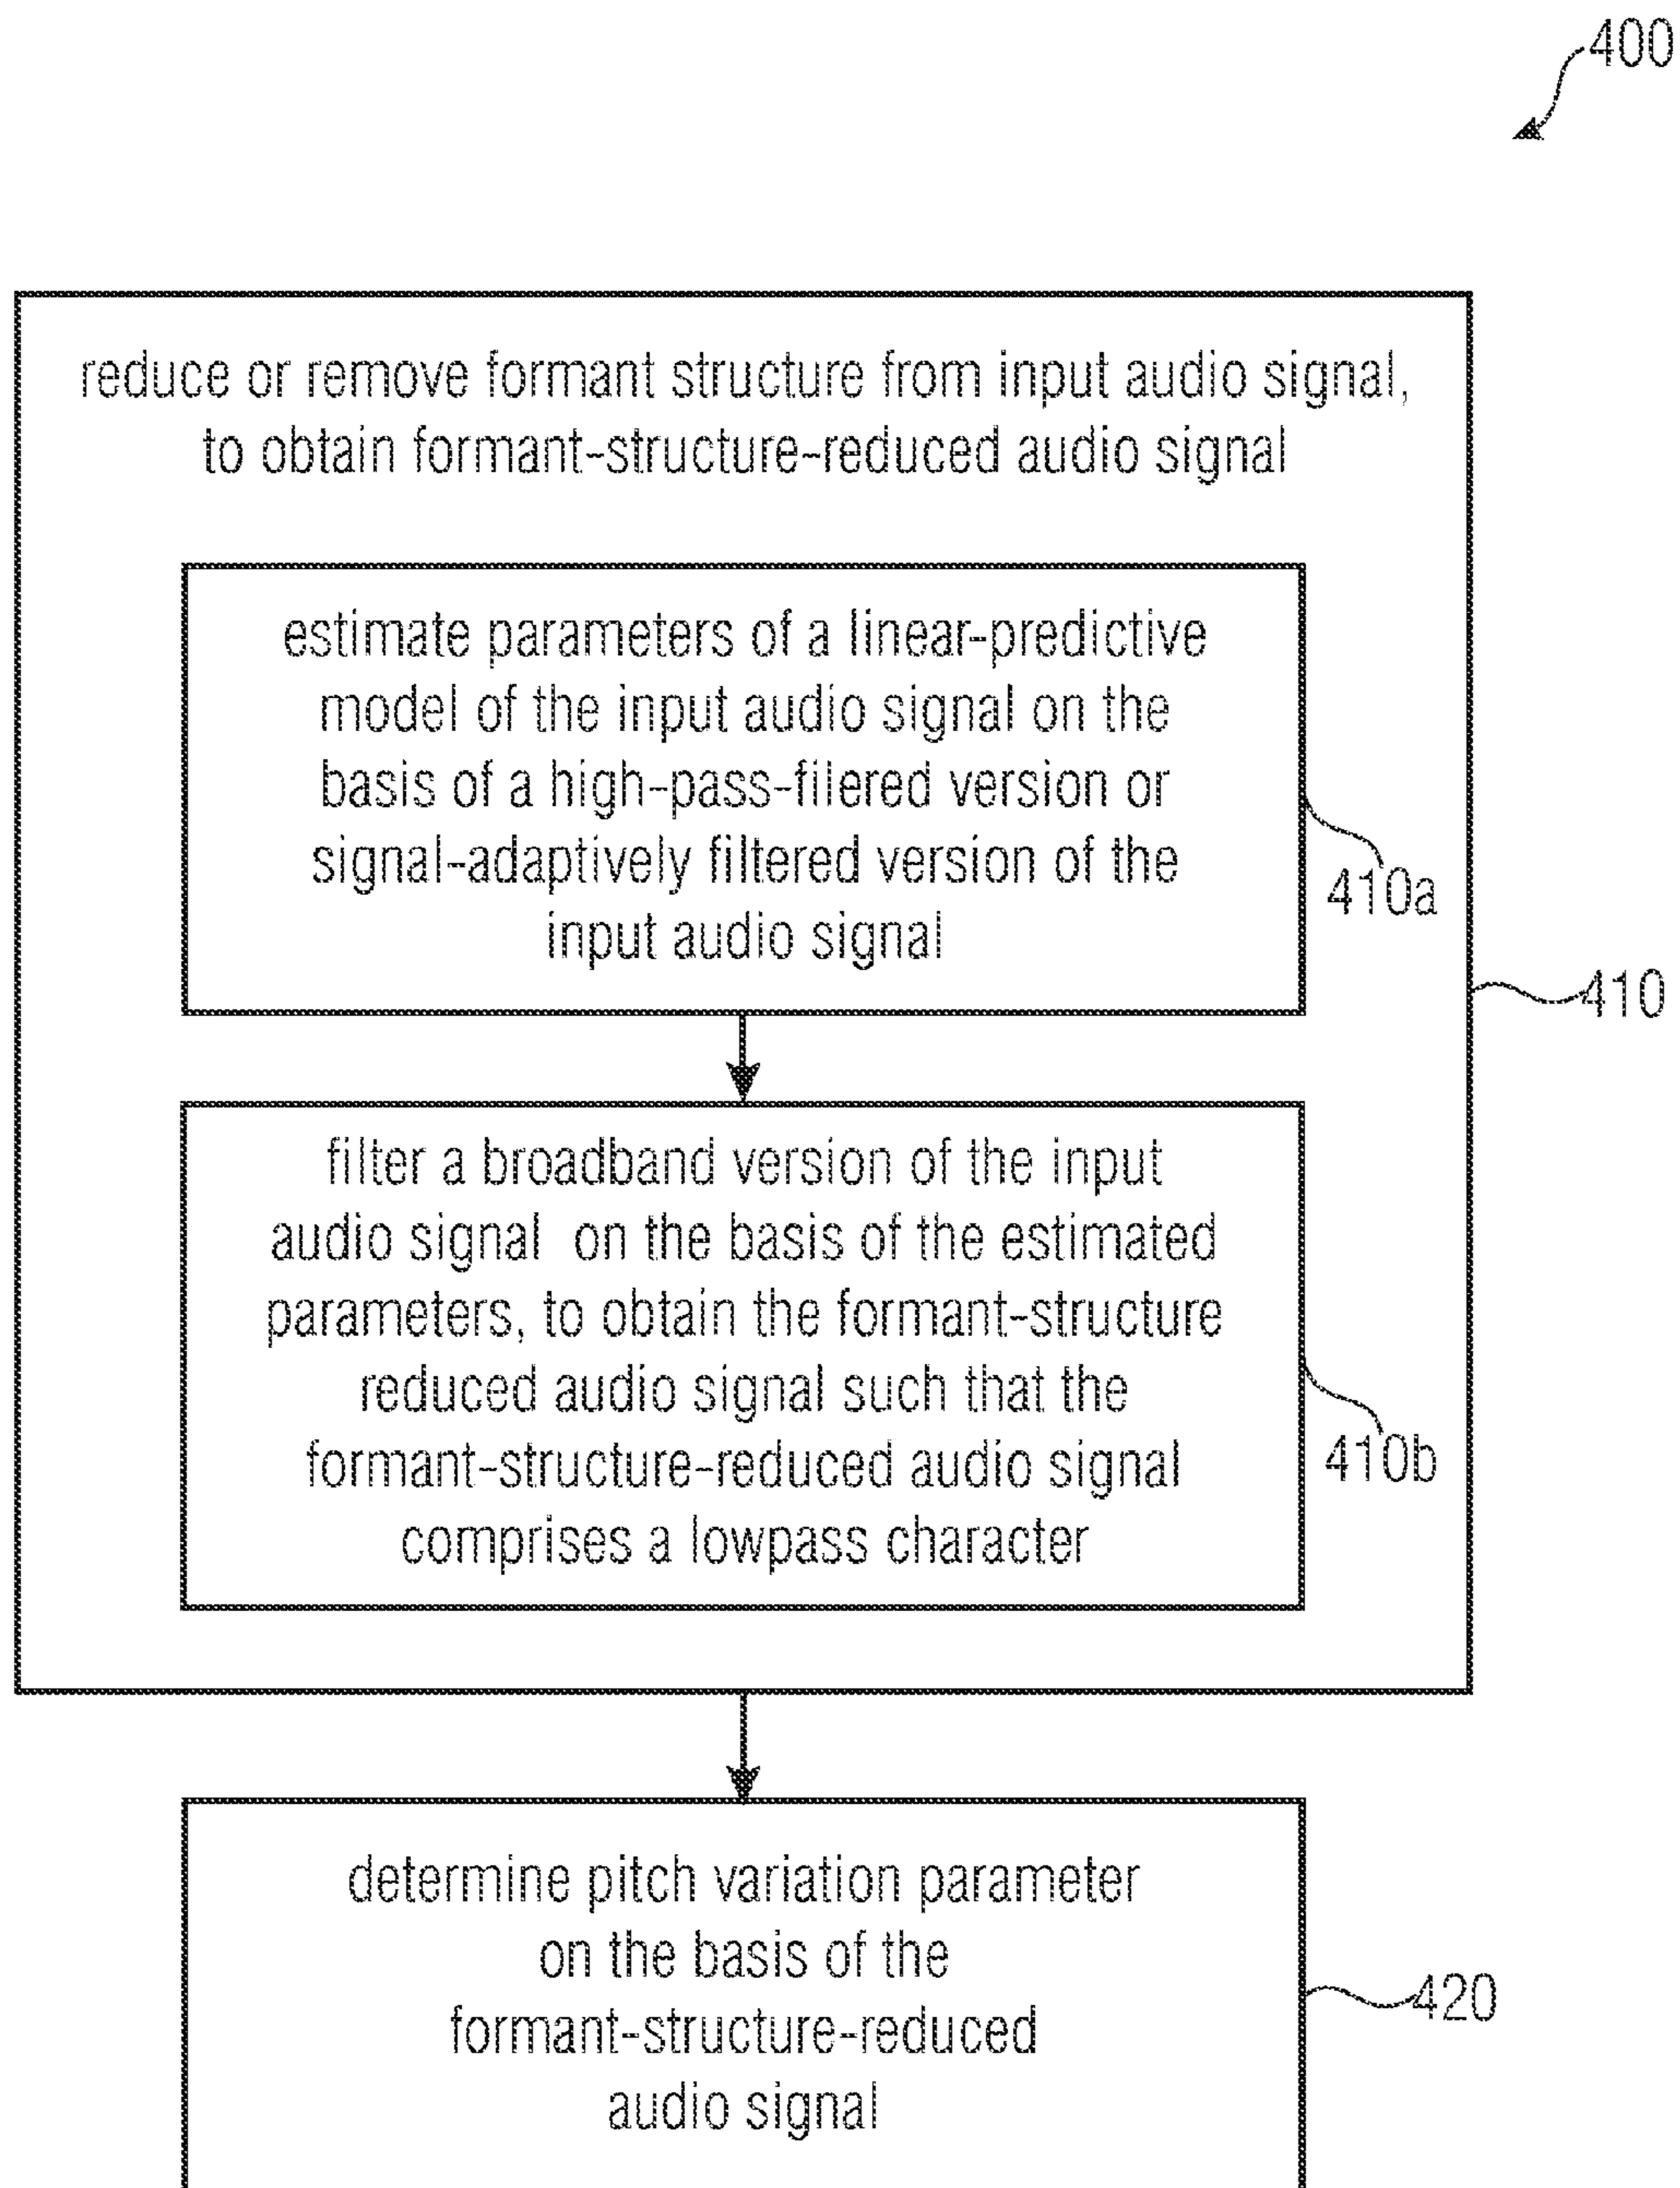 400
reduce or remove formant structure from input audio signal,
to obtain formant-structure-reduced audio signal
estimate parameters of a linear-predictive
model of the input audio signal on the
basis of a high-pass-filered version or
signal-adaptively filtered version of the
input audio signal
410a
410
filter a broadband version of the input
audio signal on the basis of the estimated
parameters, to obtain the formant-structure
reduced audio signal such that the
formant-structure-reduced audio signal
comprises a lowpass character
410b
determine pitch variation parameter
on the basis of the
formant-structure-reduced
audio signal
420